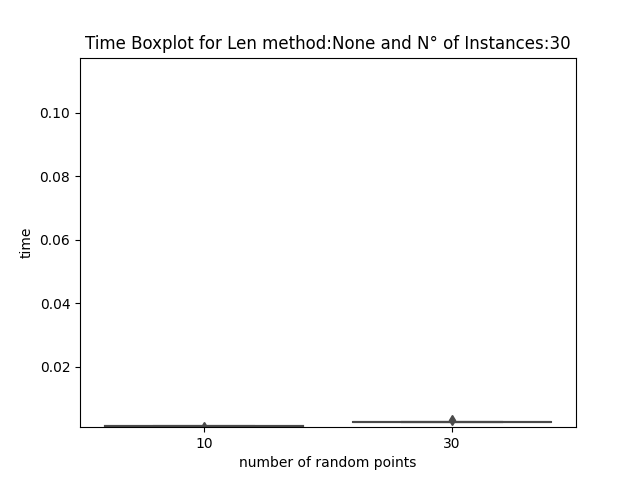 Time Boxplot for Len method:None and N° of Instances:30
0.10
0.08
0.06
0.04
0.02
time
10 30
number of random points